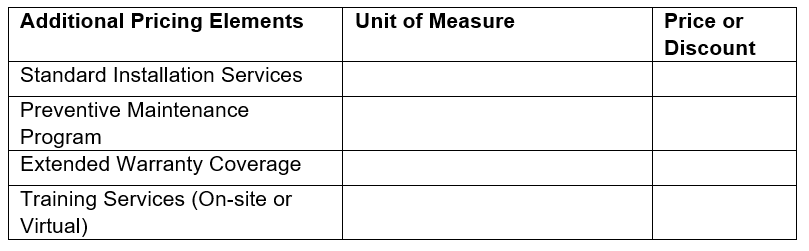 Additional Pricing Elements Unit of Measure Price or
Discount
Standard Installation Services
Preventive Maintenance
Program
Extended Warranty Coverage
Training Services (On-site or
Virtual)